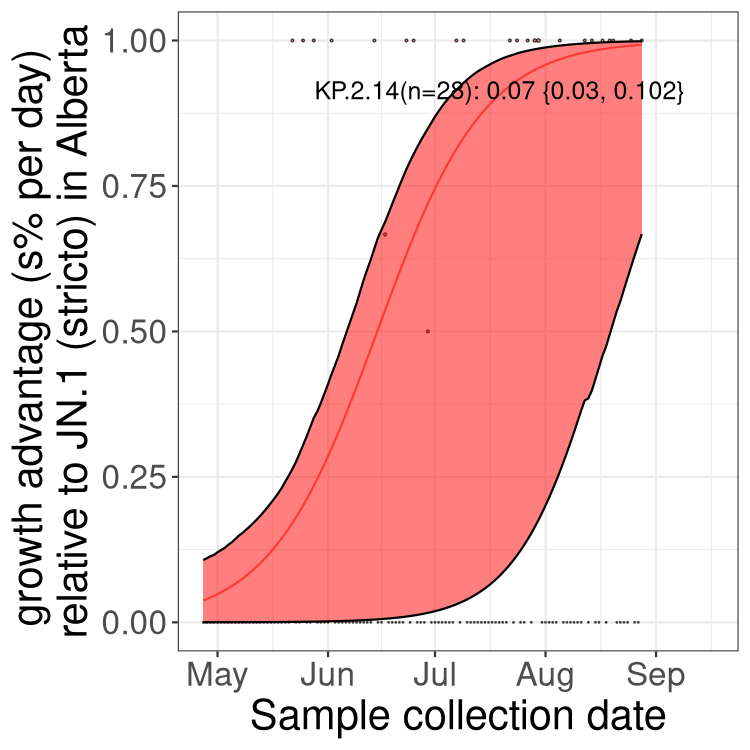 growth advantage (s% per day)
relative to JN.1 (stricto) in Alberta
1.00
0.75
0.50
0.25
0.00
KP.2.14(n=28): 0.07 {0.03, 0.102}
May Jun Jul Aug Sep
Sample collection date